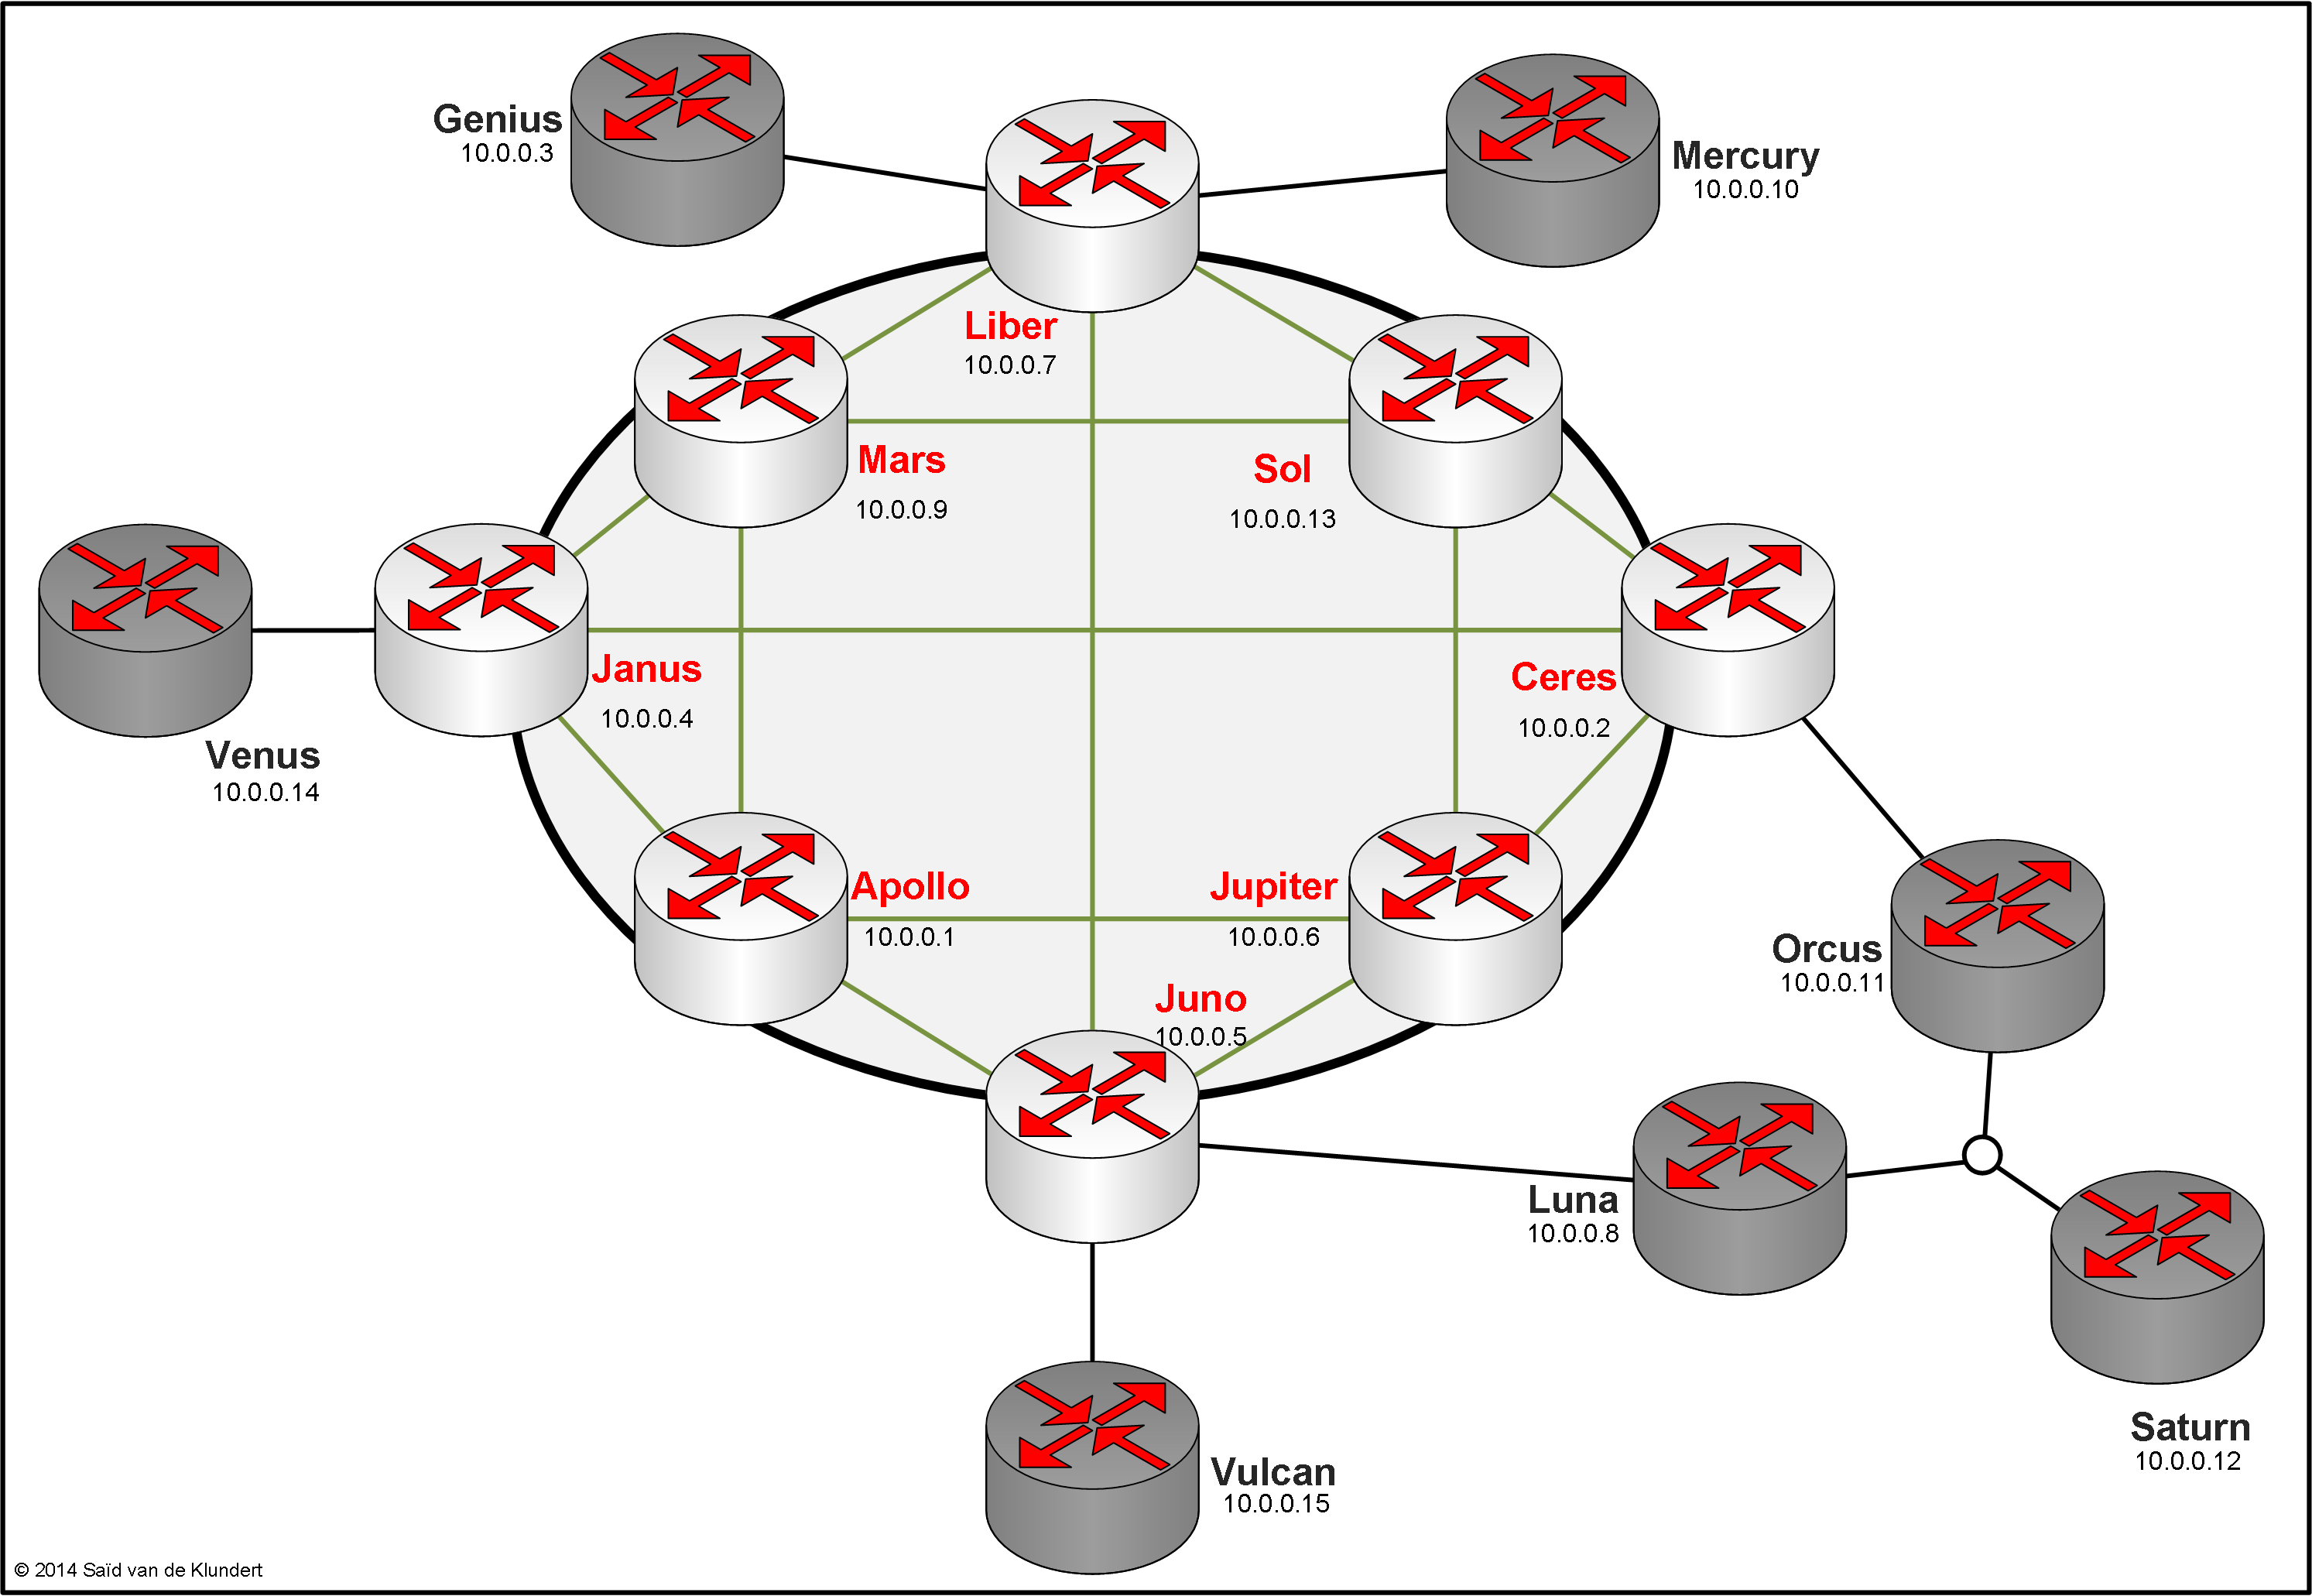 Genius
10.0.0.3
Mercury
10.0.0.10
Liber
10.0.0.7
Mars
10.0.0.9
Sol
10.0.0.13
Janus
10.0.0.4
Ceres
10.0.0.2
Venus
10.0.0.14
Apollo
10.0.0.1
Jupiter
10.0.0.6
Orcus
10.0.0.11
Juno
10.0.0.5
Luna
10.0.0.8
Saturn
10.0.0.12
Vulcan
10.0.0.15
© 2014 Saïd van de Klundert